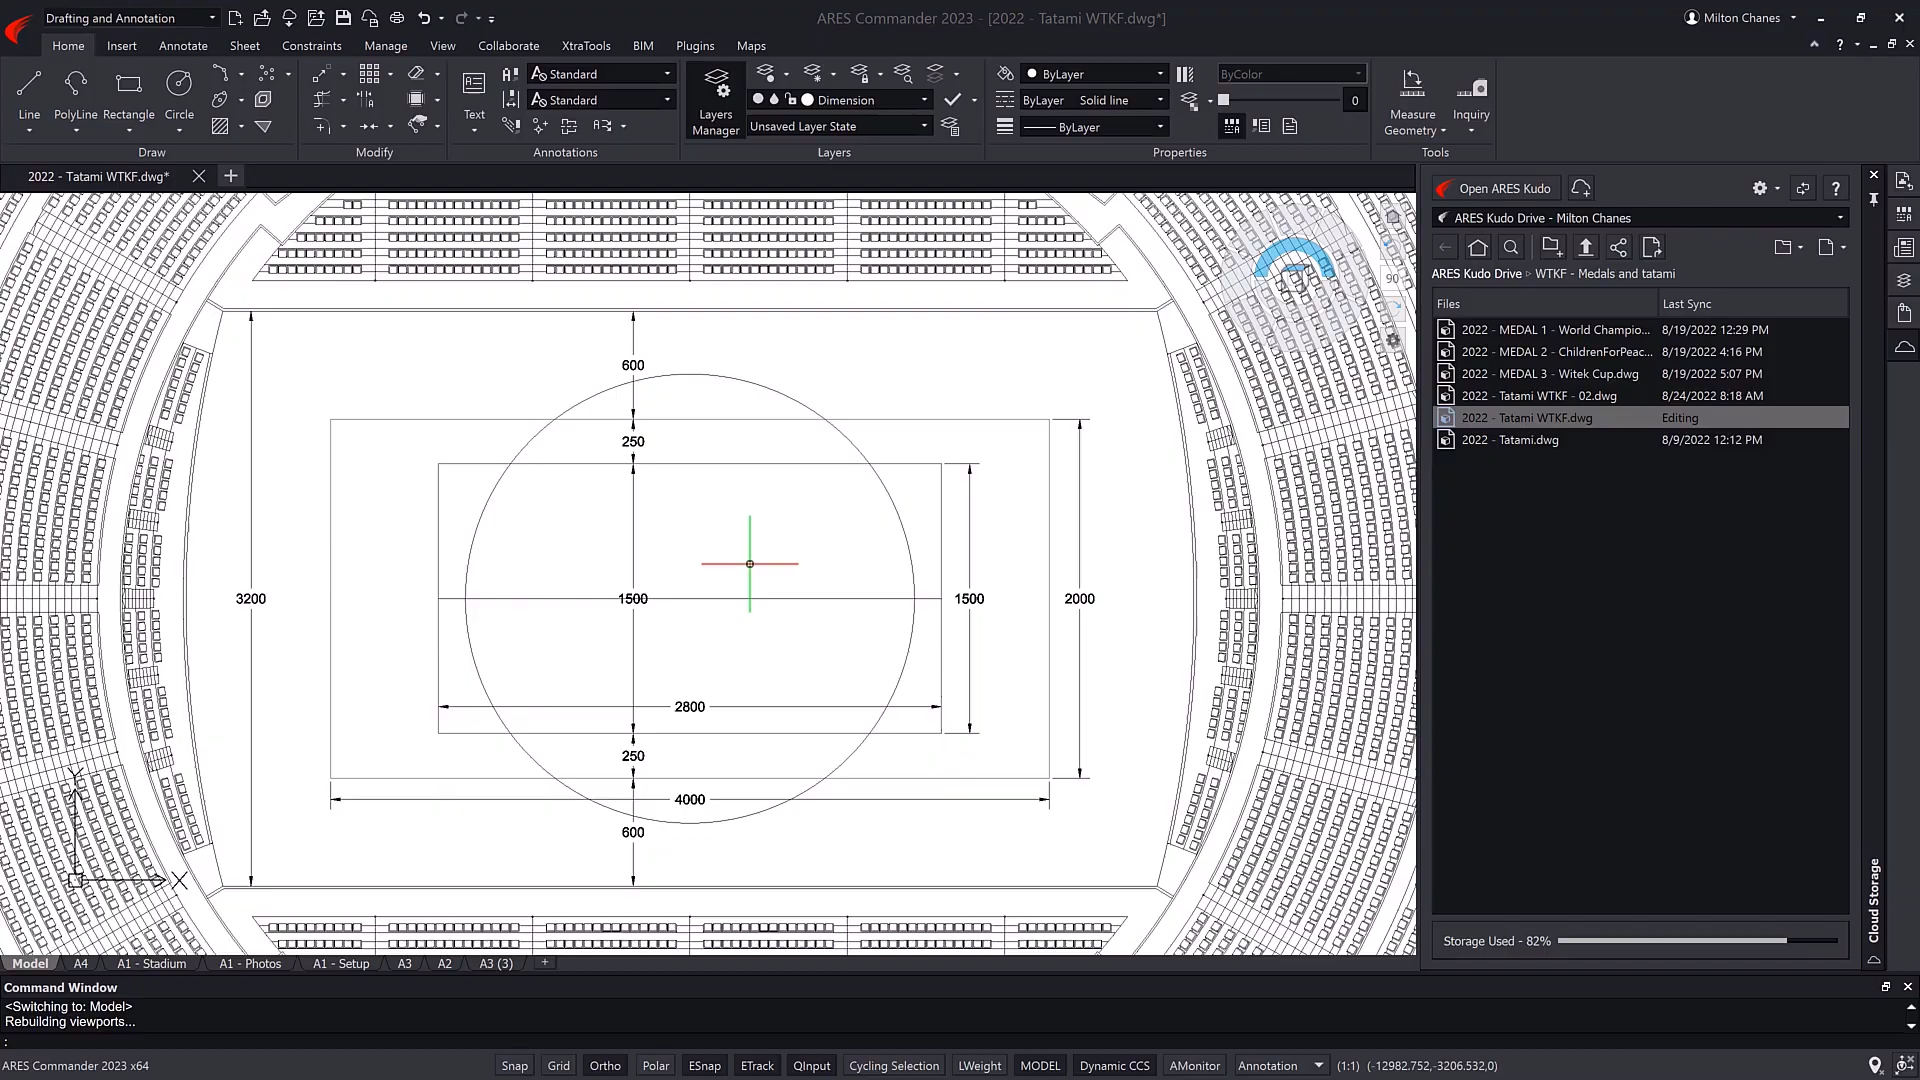 Drafting and Annotation
ARES Commander 2023 - [2022 - Tatami WTKF.dwg*]
Milton Chanes
Home Insert Annotate Sheet Constraints Manage View Collaborate XtraTools BIM Plugins Maps
Standard
Standard
Line PolyLine Rectangle Circle
Text
Layers
Manager
Dimension
Unsaved Layer State
ByLayer
ByLayer Solid line
ByLayer
ByColor
0
Measure
Geometry
Inquiry
Draw Modify Annotations Layers Properties Tools
2022 - Tatami WTKF.dwg*
Open ARES Kudo
?
ARES Kudo Drive - Milton Chanes
ARES Kudo Drive WTKF - Medals and tatami
Files Last Sync
2022 - MEDAL 1 - World Champio... 8/19/2022 12:29 PM
2022 - MEDAL 2 - ChildrenForPeac... 8/19/2022 4:16 PM
2022 - MEDAL 3 - Witek Cup.dwg 8/19/2022 5:07 PM
2022 - Tatami WTKF - 02.dwg 8/24/2022 8:18 AM
2022 - Tatami WTKF.dwg Editing
2022 - Tatami.dwg 8/9/2022 12:12 PM
Storage Used - 82%
Cloud Storage
90
600
250
3200
1500
1500
2000
2800
250
4000
600
Y
X
Model A4 A1 - Stadium A1 - Photos A1 - Setup A3 A2 A3 (3) +
Command Window
<Switching to: Model>
Rebuilding viewports...
:
ARES Commander 2023 x64
Snap Grid Ortho Polar ESnap ETrack QInput Cycling Selection LWeight MODEL Dynamic CCS AMonitor Annotation (1:1) (-12982.752,-3206.532,0)